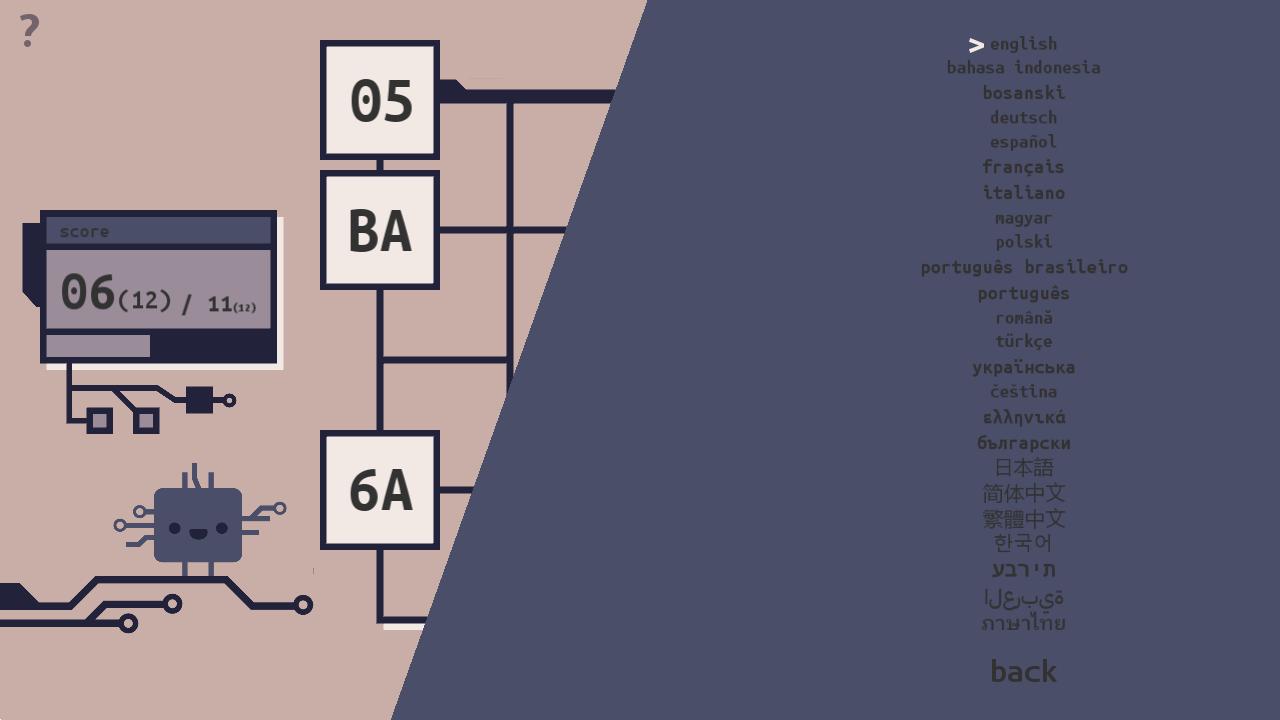 ?
05
BA
6A
score
06(12) / 11(12)
> english
bahasa indonesia
bosanski
deutsch
español
français
italiano
magyar
polski
português brasileiro
português
română
türkçe
українська
čeština
ελληνικά
български
日本語
简体中文
繁體中文
한국어
תירבע
ةيبرعلا
ภาษาไทย
back